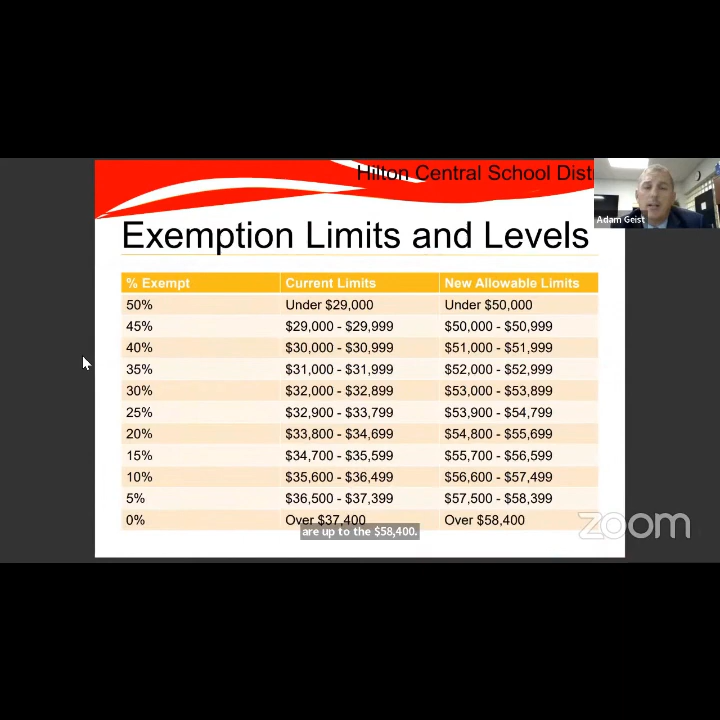 Hilton Central School Dist
Adam Geist
Exemption Limits and Levels
% Exempt Current Limits New Allowable Limits
50% Under $29,000 Under $50,000
45% $29,000 - $29,999 $50,000 - $50,999
40% $30,000 - $30,999 $51,000 - $51,999
35% $31,000 - $31,999 $52,000 - $52,999
30% $32,000 - $32,899 $53,000 - $53,899
25% $32,900 - $33,799 $53,900 - $54,799
20% $33,800 - $34,699 $54,800 - $55,699
15% $34,700 - $35,599 $55,700 - $56,599
10% $35,600 - $36,499 $56,600 - $57,499
5% $36,500 - $37,399 $57,500 - $58,399
0% Over $37,400 Over $58,400
are up to the $58,400.
zoom